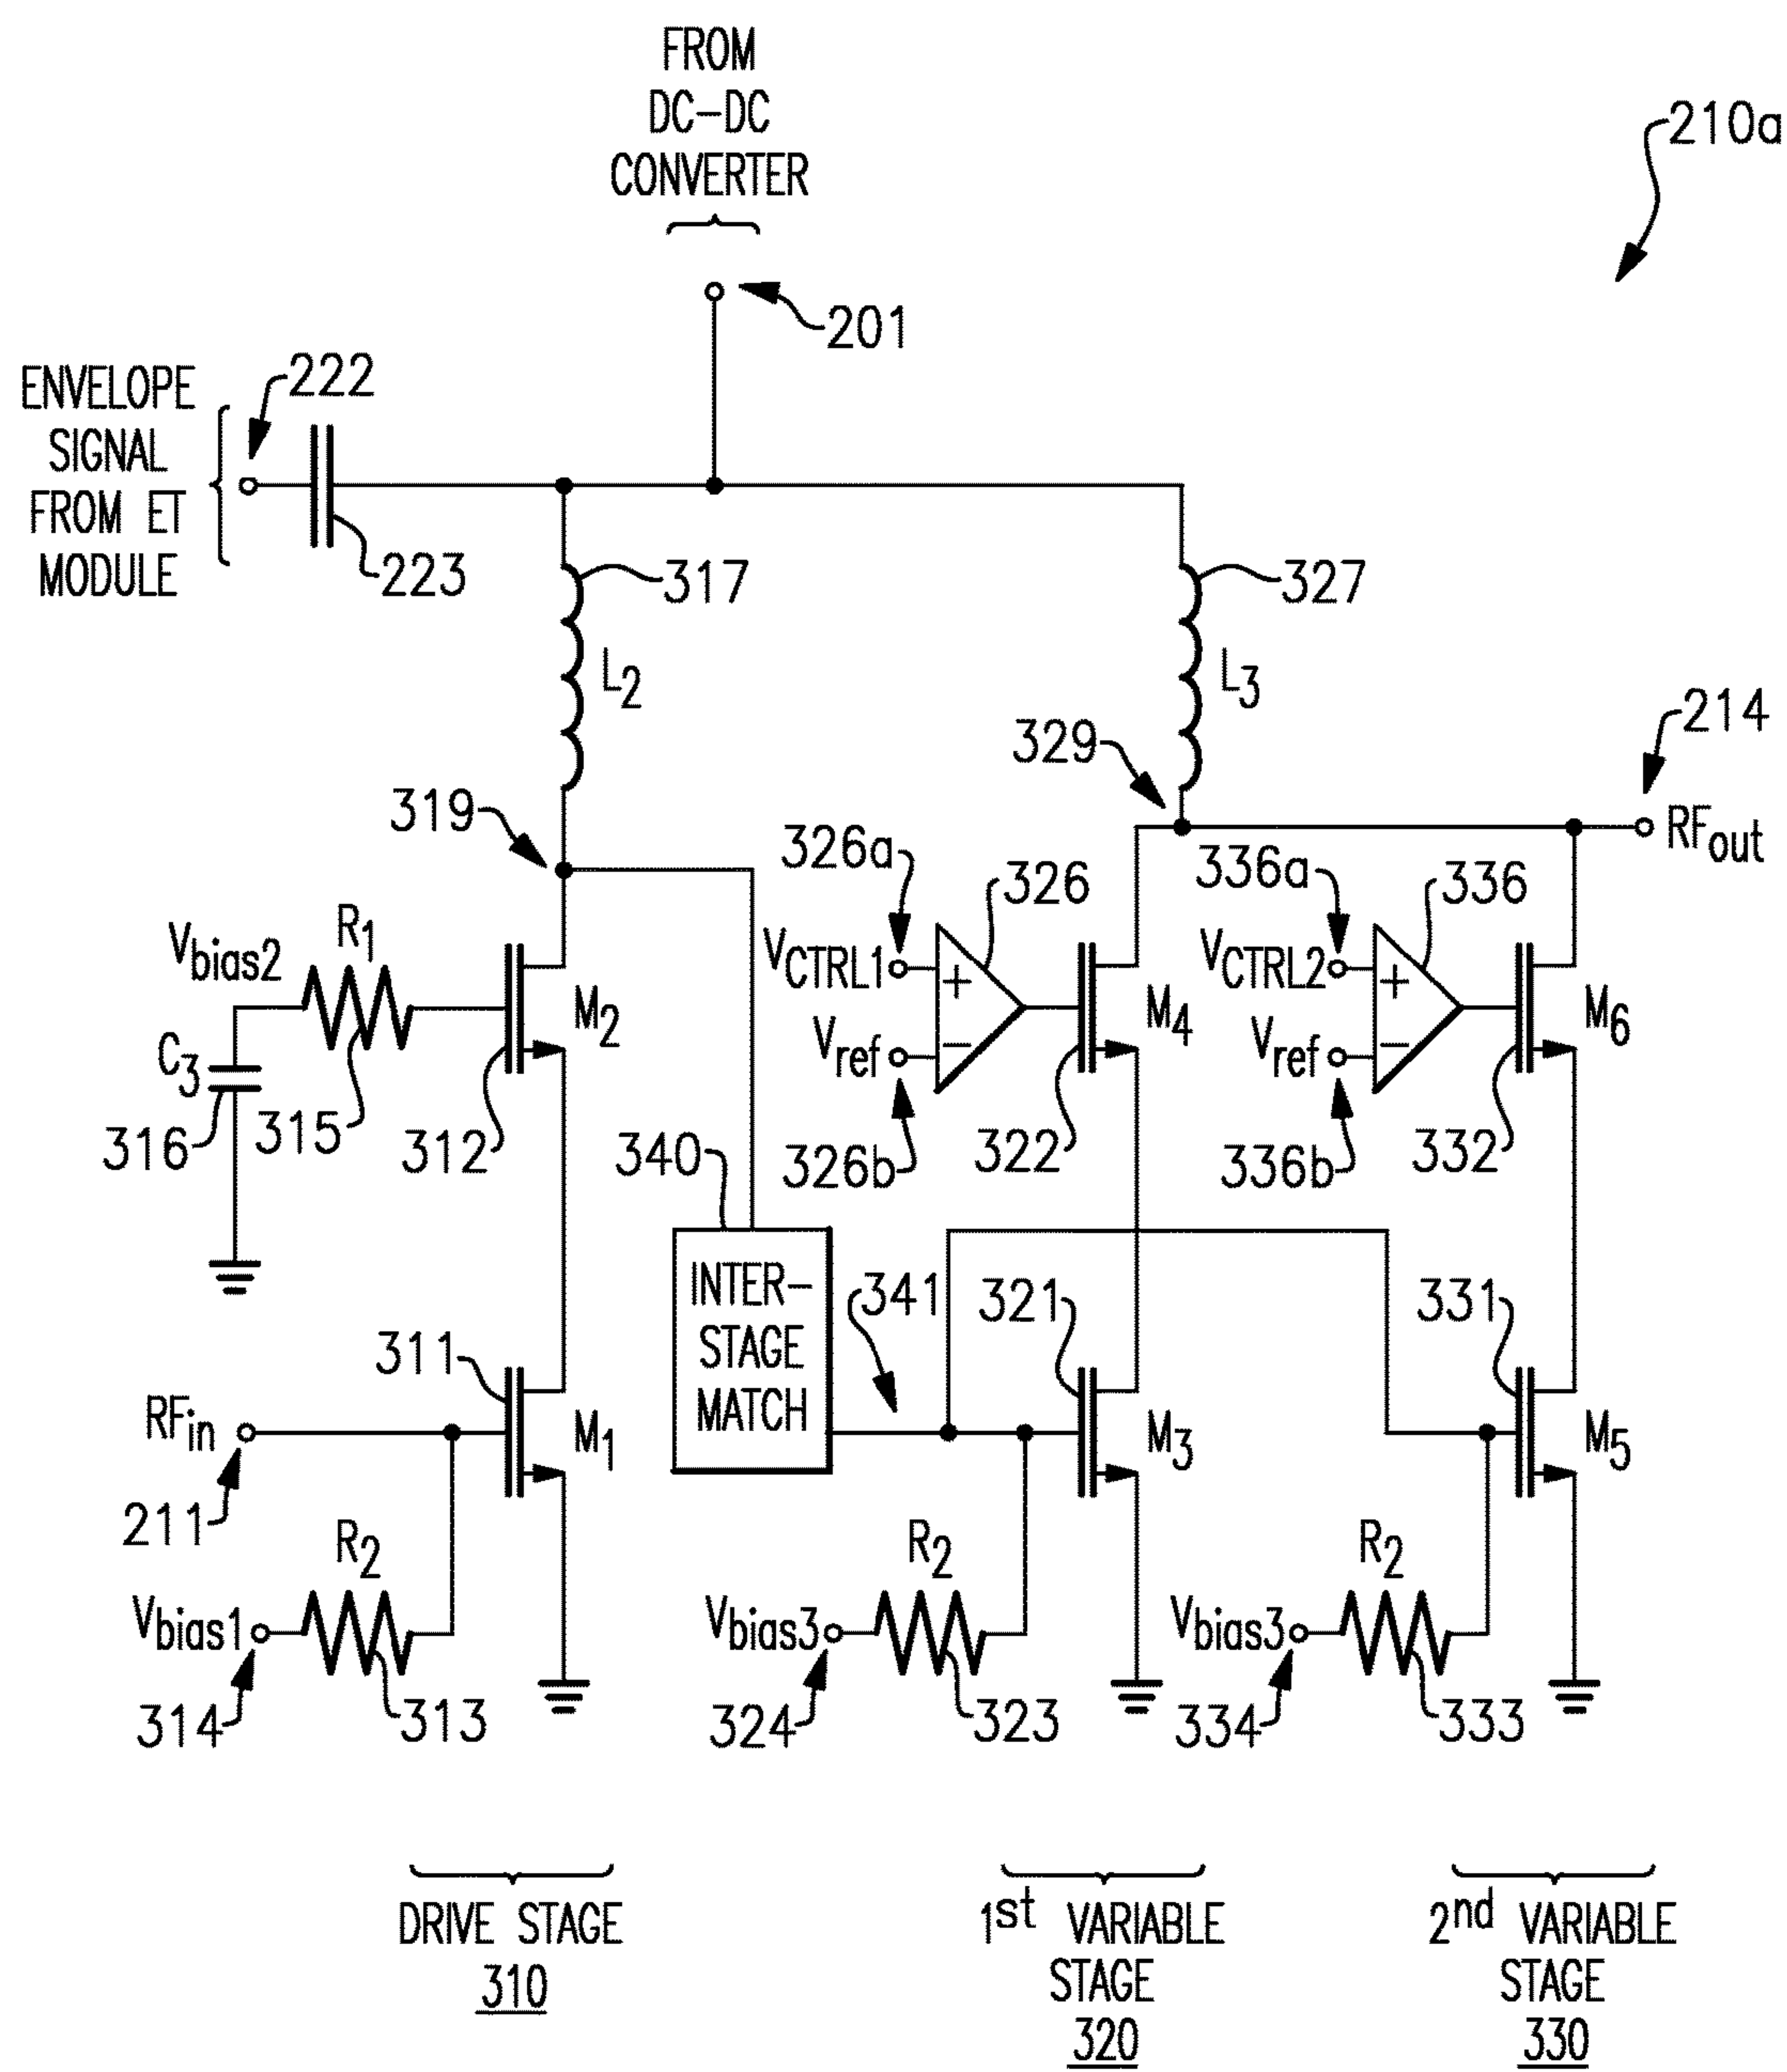 FROM
DC-DC
CONVERTER
210a
201
ENVELOPE
SIGNAL
FROM ET
MODULE
222
223
317
L2
327
L3
329
214
RFout
319
326a
326
336a
336
Vbias2
R1
VCTRL1
+
Vref
-
M4
VCTRL2
+
Vref
-
M6
M2
C3
316
315
312
340
326b
322
336b
332
INTER-
STAGE
MATCH
341
321
331
311
RFin
M1
M3
M5
211
R2
R2
R2
Vbias1
Vbias3
Vbias3
314
313
324
323
334
333
DRIVE STAGE
310
1st VARIABLE
STAGE
320
2nd VARIABLE
STAGE
330